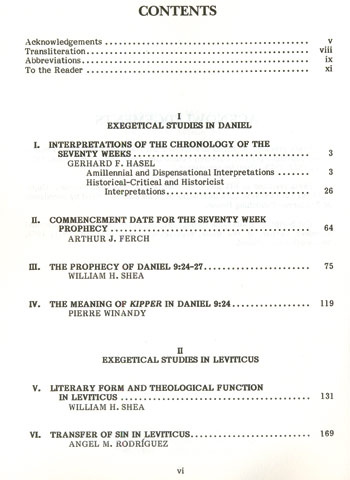 CONTENTS
Acknowledgements v
Transliteration viii
Abbreviations ix
To the Reader xi
I
EXEGETICAL STUDIES IN DANIEL
I. INTERPRETATIONS OF THE CHRONOLOGY OF THE
SEVENTY WEEKS 3
GERHARD F. HASEL
Amillennial and Dispensational Interpretations 3
Historical-Critical and Historicist
Interpretations 26
II. COMMENCEMENT DATE FOR THE SEVENTY WEEK
PROPHECY 64
ARTHUR J. FERCH
III. THE PROPHECY OF DANIEL 9:24-27 75
WILLIAM H. SHEA
IV. THE MEANING OF KIPPER IN DANIEL 9:24 119
PIERRE WINANDY
II
EXEGETICAL STUDIES IN LEVITICUS
V. LITERARY FORM AND THEOLOGICAL FUNCTION
IN LEVITICUS 131
WILLIAM H. SHEA
VI. TRANSFER OF SIN IN LEVITICUS 169
ANGEL M. RODRÍGUEZ
vi